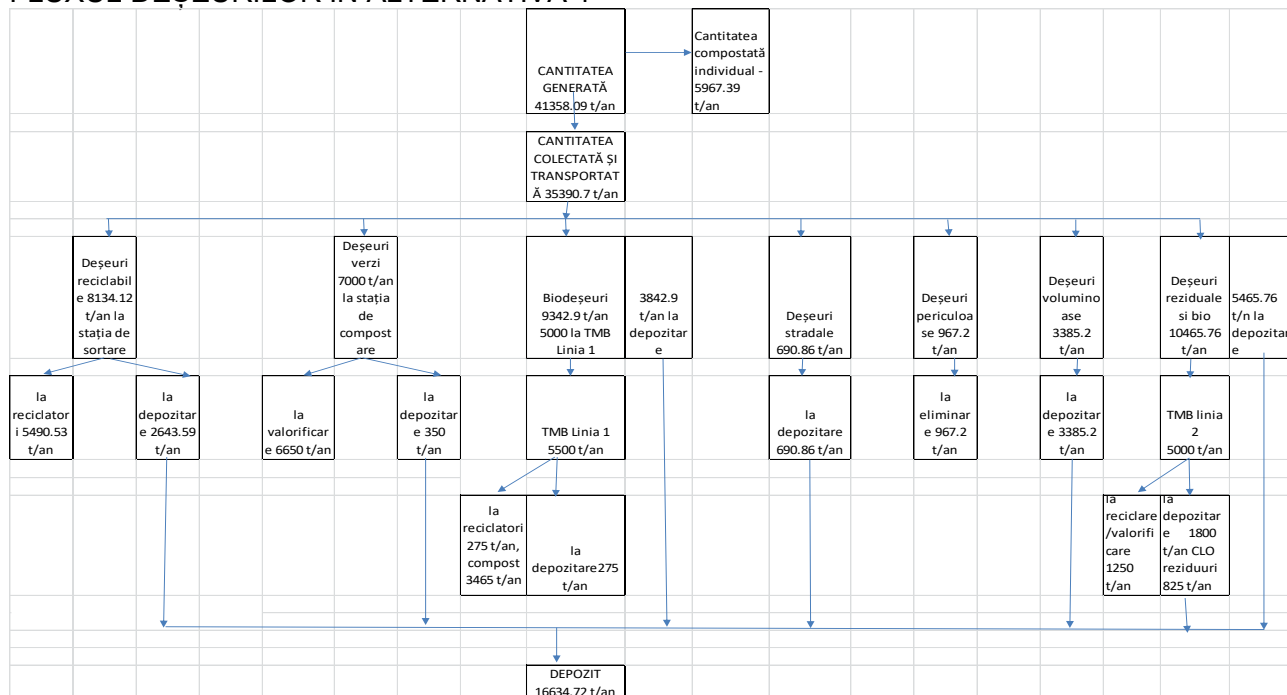 CANTITATEA
GENERATĂ
41358.09 t/an
Cantitatea
compostată
individual -
5967.39
t/an
CANTITATEA
COLECTATĂ ȘI
TRANSPORTAT
Ă 35390.7 t/an
Deșeuri
reciclabil
e 8134.12
t/an la
stația de
sortare
Deșeuri
verzi
7000 t/an
la stația
de
compost
are
Biodeșeuri
9342.9 t/an
5000 la TMB
Linia 1
3842.9
t/an la
depozitar
e
Deșeuri
stradale
690.86 t/an
Deșeuri
periculoa
se 967.2
t/an
Deșeuri
volumino
ase
3385.2
t/an
Deșeuri
reziduale
si bio
10465.76
t/an
5465.76
t/n la
depozitar
e
la
reciclator
i 5490.53
t/an
la
depozitar
e 2643.59
t/an
la
valorificar
e 6650 t/an
la
depozitar
e 350
t/an
TMB Linia 1
5500 t/an
la
depozitare
690.86 t/an
la
eliminar
e 967.2
t/an
la
depozitar
e 3385.2
t/an
TMB linia
2
5000 t/an
la
reciclatori
275 t/an,
compost
3465 t/an
la
depozitare275
t/an
la
reciclare
/valorifi
care
1250
t/an
la
depozitar
e 1800
t/an CLO
reziduuri
825 t/an
DEPOZIT
16634.72 t/an